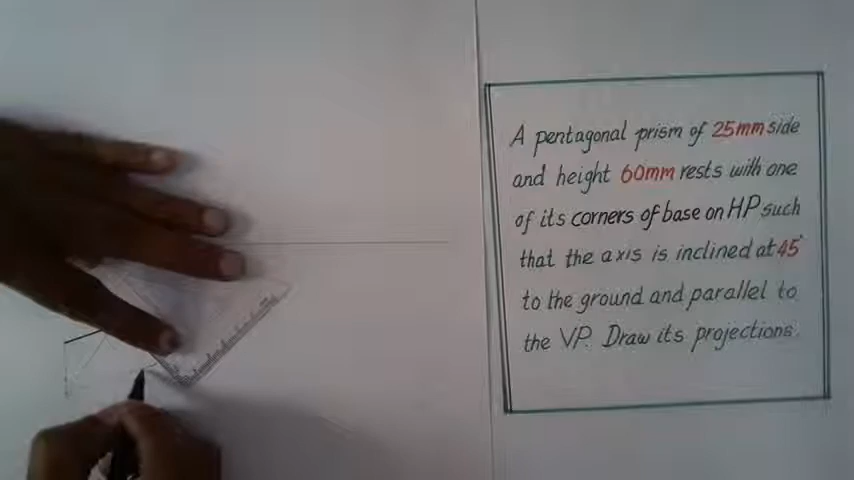 A pentagonal prism of 25mm side
and height 60mm rests with one
of its corners of base on HP such
that the axis is inclined at 45°
to the ground and parallel to
the VP. Draw its projections.